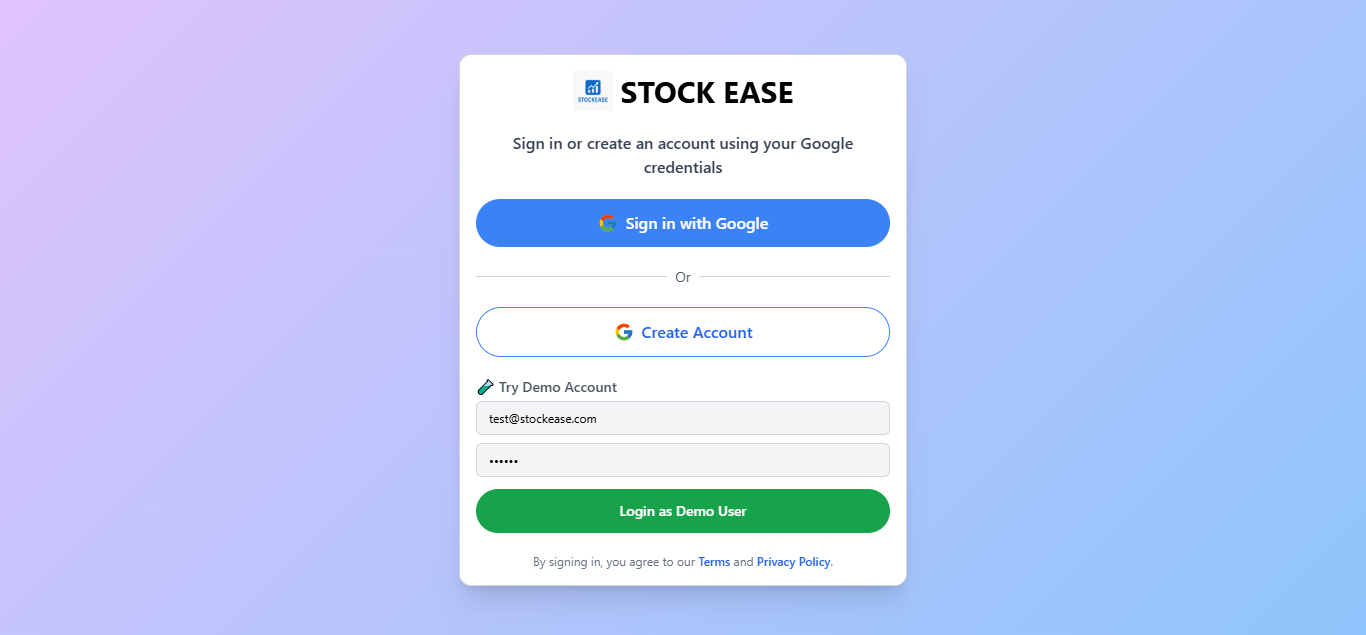 STOCKEASE
STOCK EASE
Sign in or create an account using your Google
credentials
Sign in with Google
Or
Create Account
Try Demo Account
test@stockease.com
••••••
Login as Demo User
By signing in, you agree to our Terms and Privacy Policy.